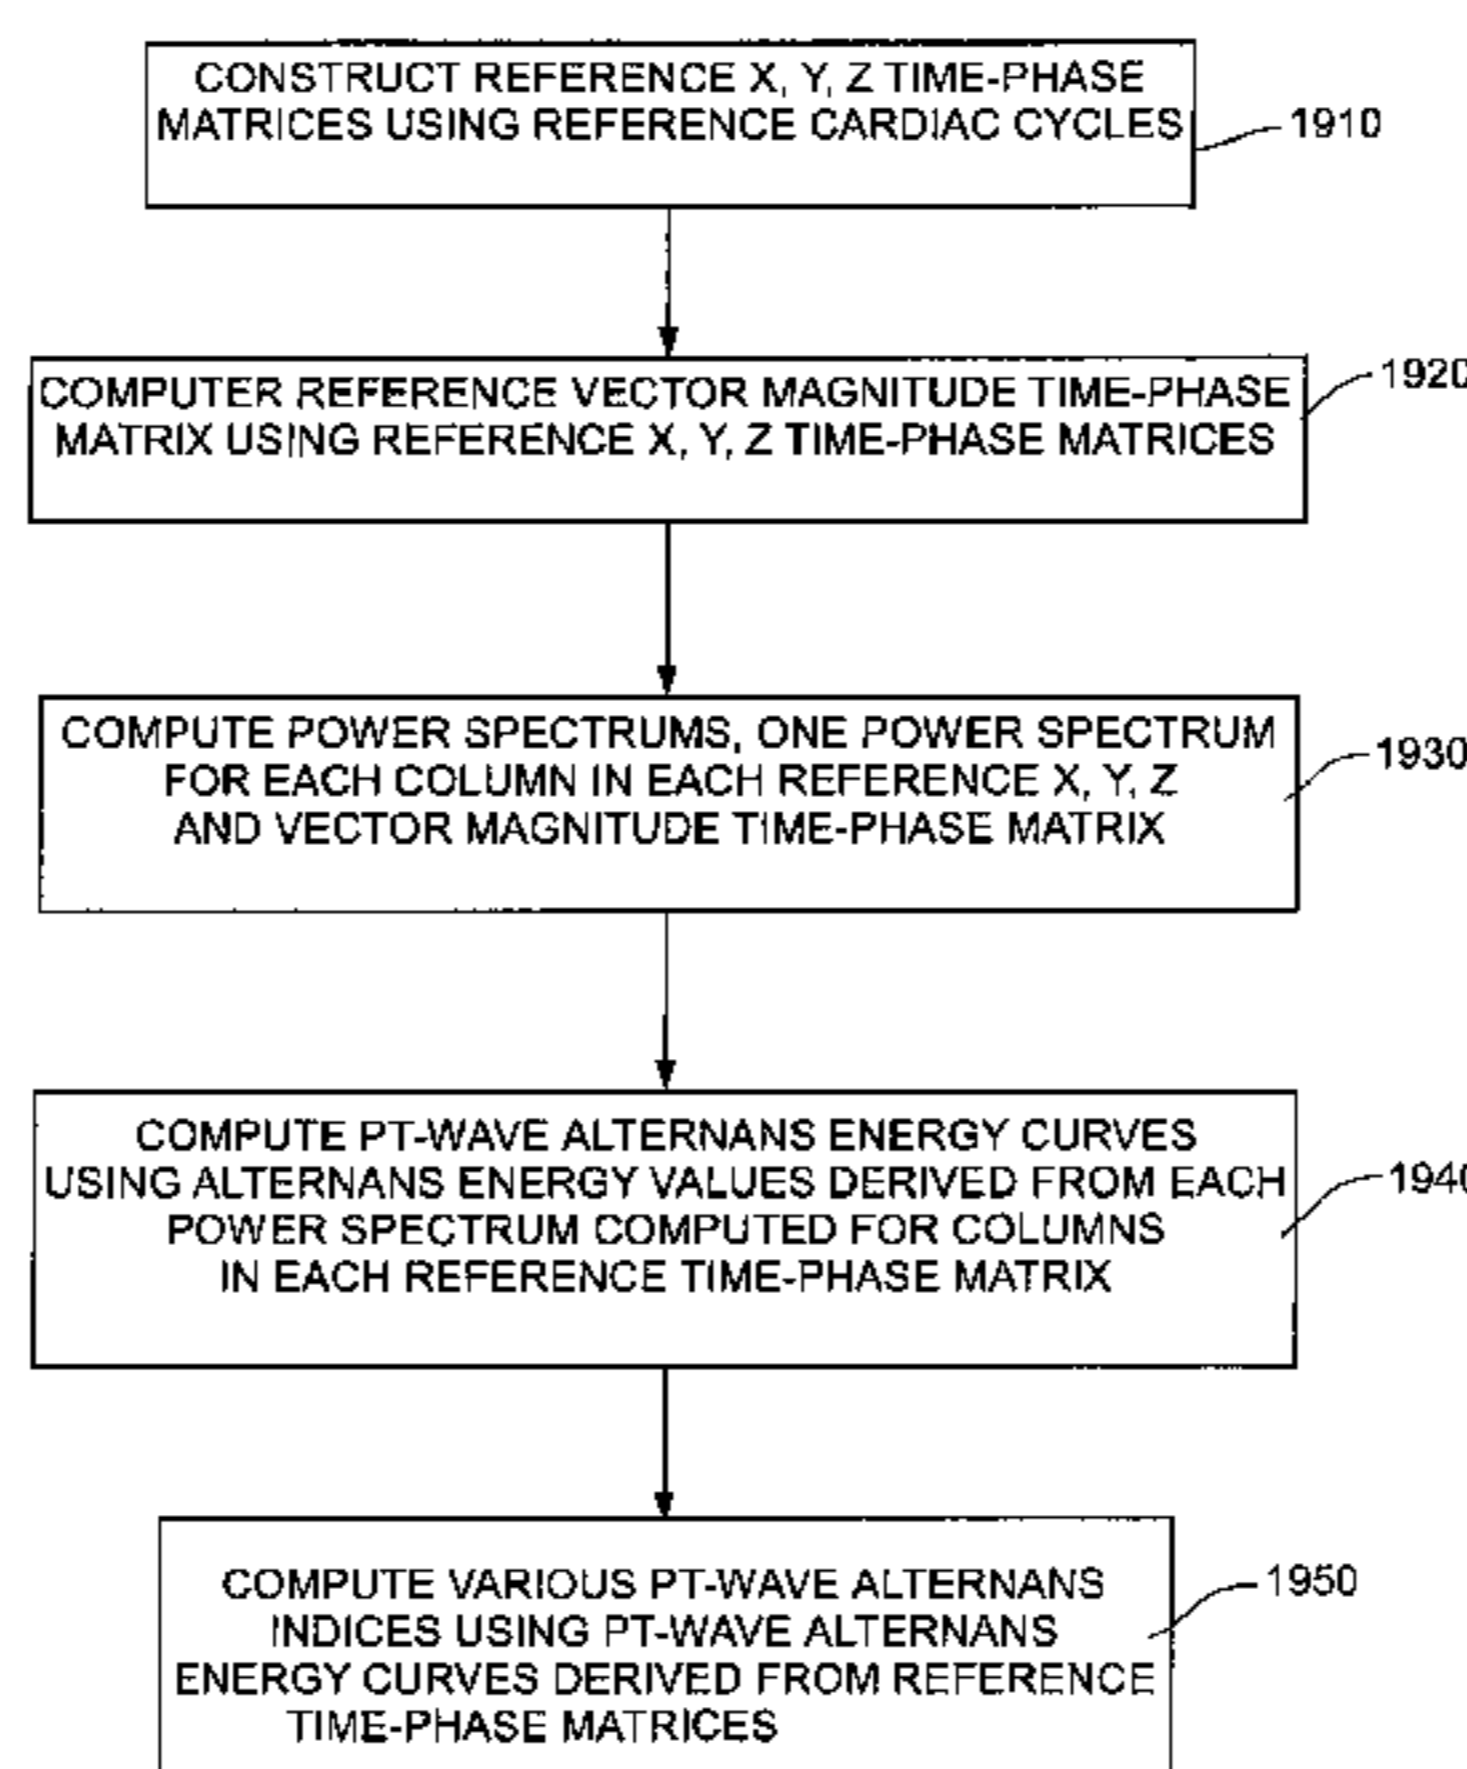 CONSTRUCT REFERENCE X, Y, Z TIME-PHASE
MATRICES USING REFERENCE CARDIAC CYCLES
1910
COMPUTER REFERENCE VECTOR MAGNITUDE TIME-PHASE
MATRIX USING REFERENCE X, Y, Z TIME-PHASE MATRICES
1920
COMPUTE POWER SPECTRUMS, ONE POWER SPECTRUM
FOR EACH COLUMN IN EACH REFERENCE X, Y, Z
AND VECTOR MAGNITUDE TIME-PHASE MATRIX
1930
COMPUTE PT-WAVE ALTERNANS ENERGY CURVES
USING ALTERNANS ENERGY VALUES DERIVED FROM EACH
POWER SPECTRUM COMPUTED FOR COLUMNS
IN EACH REFERENCE TIME-PHASE MATRIX
1940
COMPUTE VARIOUS PT-WAVE ALTERNANS
INDICES USING PT-WAVE ALTERNANS
ENERGY CURVES DERIVED FROM REFERENCE
TIME-PHASE MATRICES
1950